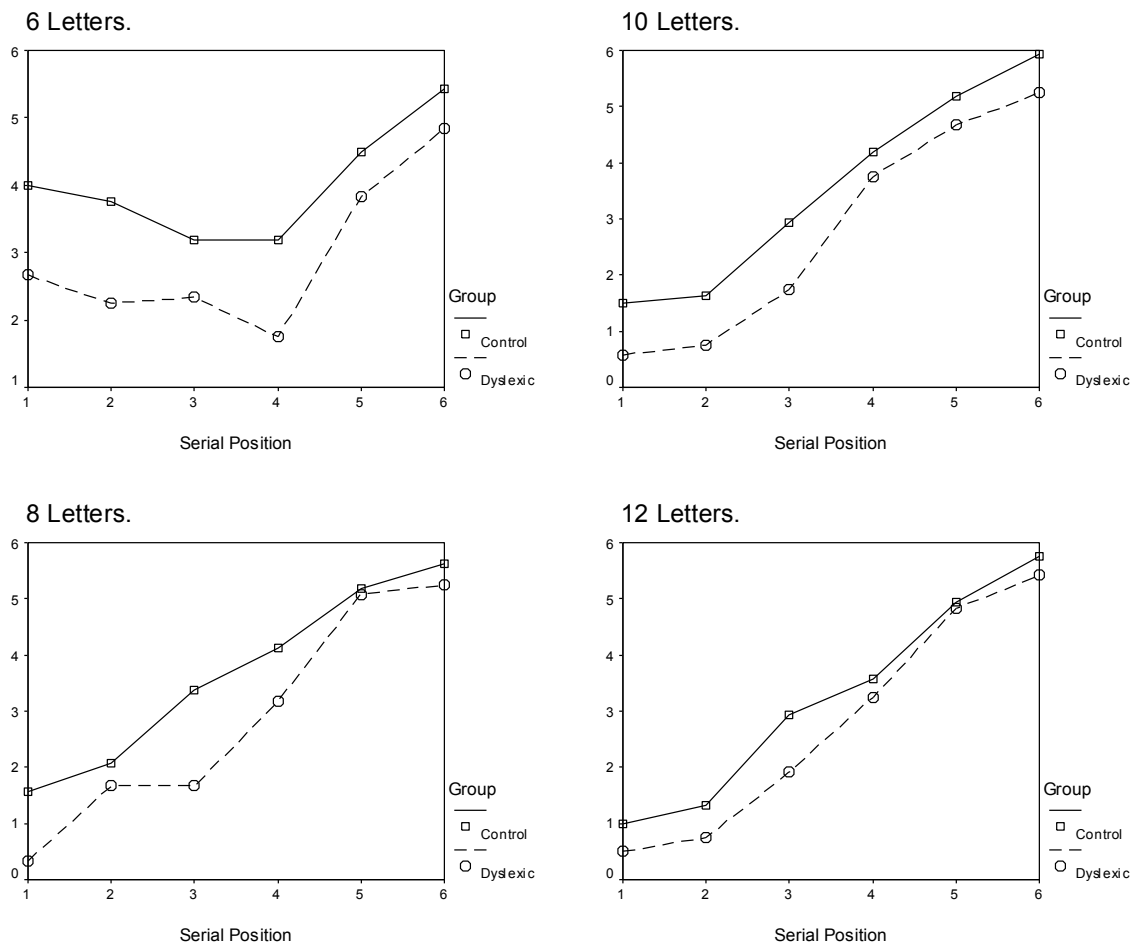 6 Letters.
6
5
4
3
2
1
1 2 3 4 5 6
Serial Position
Group
Control
Dyslexic
10 Letters.
6
5
4
3
2
1
0
1 2 3 4 5 6
Serial Position
Group
Control
Dyslexic
8 Letters.
6
5
4
3
2
1
0
1 2 3 4 5 6
Serial Position
Group
Control
Dyslexic
12 Letters.
6
5
4
3
2
1
0
1 2 3 4 5 6
Serial Position
Group
Control
Dyslexic